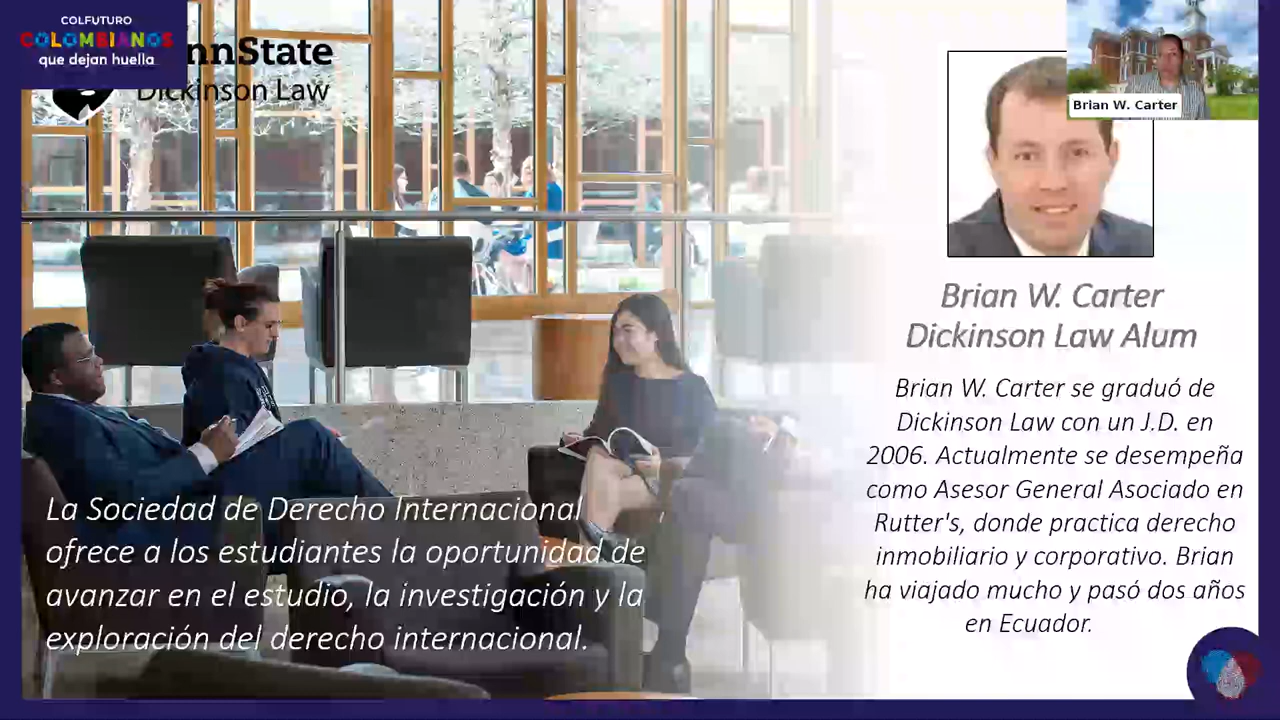 COLFUTURO
COLOMBIANOS
que dejan huella
nnState
Dickinson Law
Brian W. Carter
Brian W. Carter
Dickinson Law Alum
Brian W. Carter se graduó de
Dickinson Law con un J.D. en
2006. Actualmente se desempeña
como Asesor General Asociado en
Rutter's, donde practica derecho
inmobiliario y corporativo. Brian
ha viajado mucho y pasó dos años
en Ecuador.
La Sociedad de Derecho Internacional
ofrece a los estudiantes la oportunidad de
avanzar en el estudio, la investigación y la
exploración del derecho internacional.